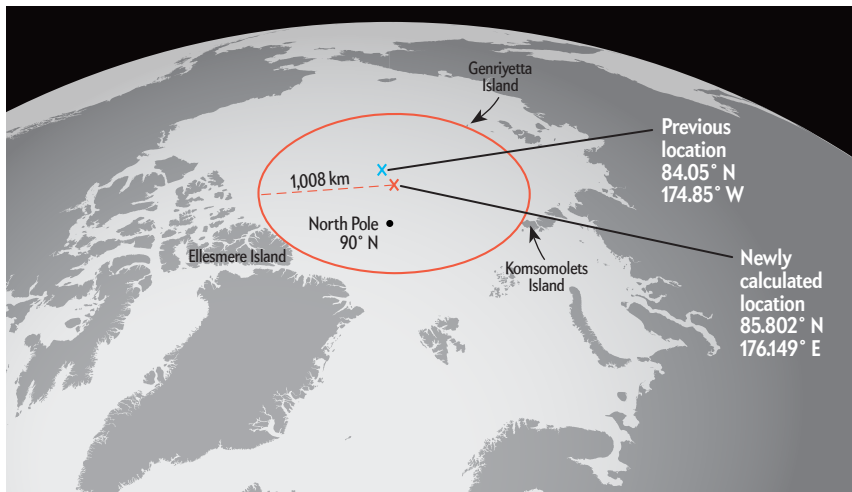 Genriyetta
Island
Previous
location
84.05° N
174.85° W
1,008 km
North Pole
90° N
Ellesmere Island
Komsomolets
Island
Newly
calculated
location
85.802° N
176.149° E